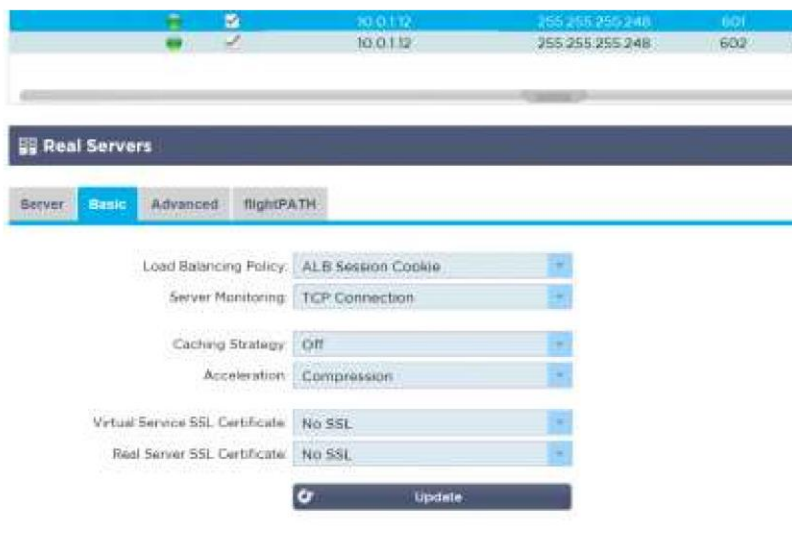 10.0.1.12 255.255.255.248 601
10.0.1.12 255.255.255.248 602
Real Servers
Server Basic Advanced flightPATH
Load Balancing Policy: ALB Session Cookie
Server Monitoring: TCP Connection
Caching Strategy: Off
Acceleration: Compression
Virtual Service SSL Certificate: No SSL
Real Server SSL Certificate: No SSL
Update